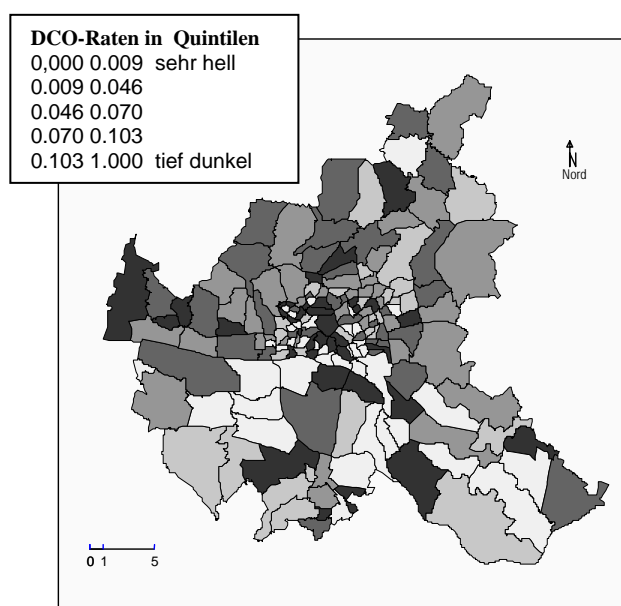 DCO-Raten in Quintilen
0,000 0.009 sehr hell
0.009 0.046
0.046 0.070
0.070 0.103
0.103 1.000 tief dunkel
N
Nord
0 1 5